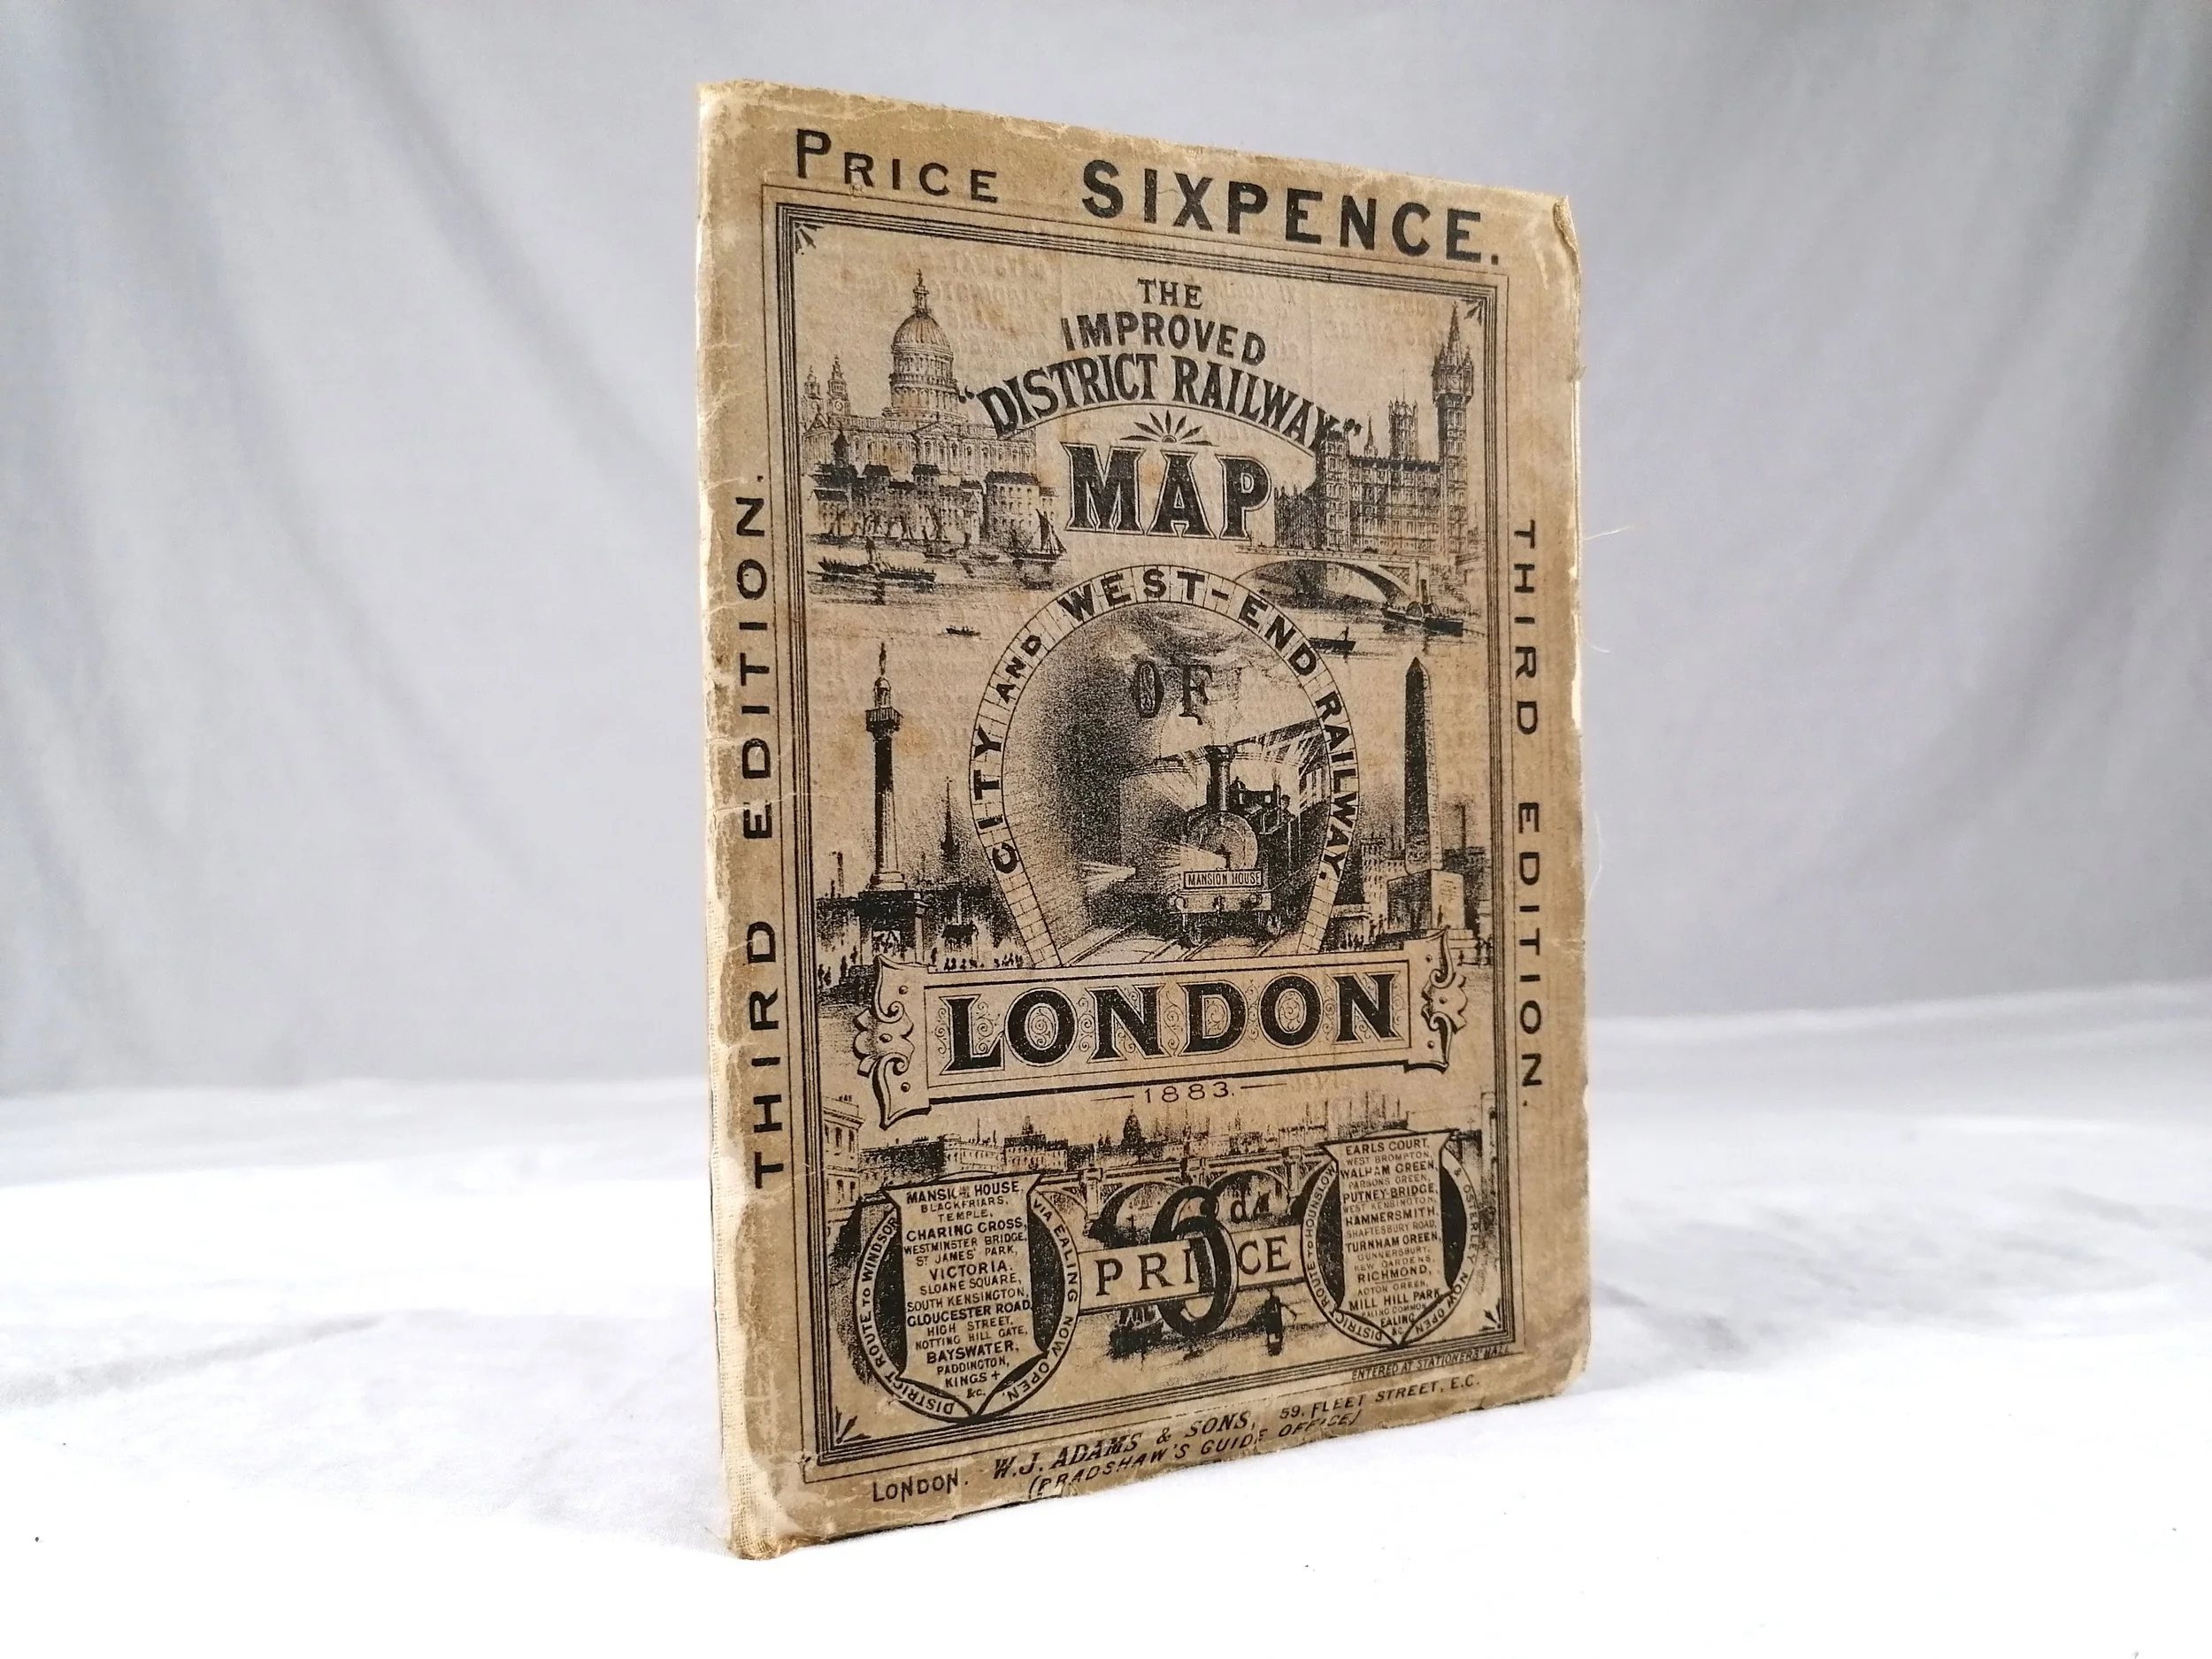 PRICE SIXPENCE.
THIRD EDITION.
THE
IMPROVED
"DISTRICT RAILWAY"
MAP
CITY AND WEST-END RAILWAY.
OF
MANSION HOUSE
LONDON
1883.
THIRD EDITION.
DISTRICT ROUTE TO WINDSOR
VIA EALING NOW OPEN.
MANSION HOUSE,
BLACKFRIARS,
TEMPLE,
CHARING CROSS,
WESTMINSTER BRIDGE,
ST JAMES' PARK,
VICTORIA.
SLOANE SQUARE,
SOUTH KENSINGTON,
GLOUCESTER ROAD,
HIGH STREET,
NOTTING HILL GATE,
BAYSWATER,
PADDINGTON,
KINGS +
&c.
PRICE
6d
DISTRICT ROUTE TO HOUNSLOW
& OSTERLEY NOW OPEN
EARLS COURT,
WEST BROMPTON,
WALHAM GREEN,
PARSONS GREEN,
PUTNEY BRIDGE,
WEST KENSINGTON,
HAMMERSMITH,
SHAFTESBURY ROAD,
TURNHAM GREEN,
GUNNERSBURY,
KEW GARDENS,
RICHMOND,
ACTON GREEN,
MILL HILL PARK
EALING COMMON
EALING
&c
ENTERED AT STATIONERS' HALL
LONDON. W.J. ADAMS & SONS, 59, FLEET STREET, E.C.
(BRADSHAW'S GUIDE OFFICE)